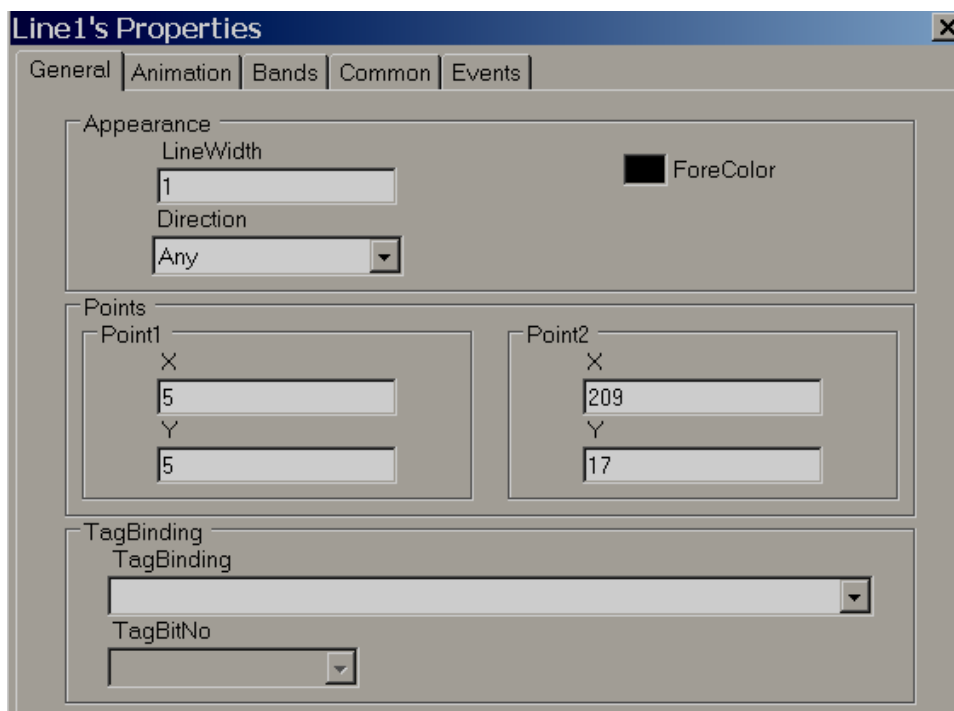 Line1's Properties
General Animation Bands Common Events
Appearance
LineWidth
1
ForeColor
Direction
Any
Points
Point1
X
5
Y
5
Point2
X
209
Y
17
TagBinding
TagBinding
TagBitNo